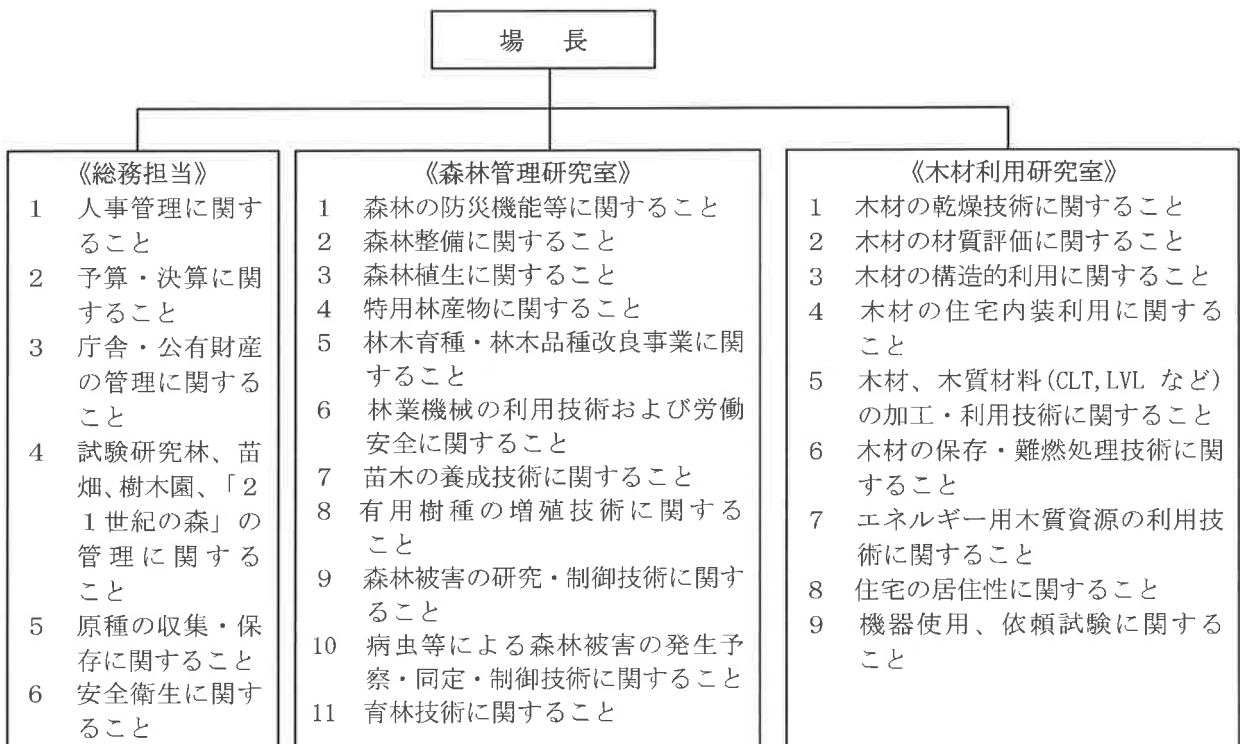 場　長
《総務担当》
1　人事管理に関す
ること
2　予算・決算に関
すること
3　庁舎・公有財産
の管理に関する
こと
4　試験研究林、苗
畑、樹木園、「2
1世紀の森」の
管理に関する
こと
5　原種の収集・保
存に関すること
6　安全衛生に関す
ること
《森林管理研究室》
1　森林の防災機能等に関すること
2　森林整備に関すること
3　森林植生に関すること
4　特用林産物に関すること
5　林木育種・林木品種改良事業に関
すること
6　林業機械の利用技術および労働
安全に関すること
7　苗木の養成技術に関すること
8　有用樹種の増殖技術に関する
こと
9　森林被害の研究・制御技術に関す
ること
10　病虫等による森林被害の発生予
察・同定・制御技術に関すること
11　育林技術に関すること
《木材利用研究室》
1　木材の乾燥技術に関すること
2　木材の材質評価に関すること
3　木材の構造的利用に関すること
4　木材の住宅内装利用に関する
こと
5　木材、木質材料(CLT,LVL など)
の加工・利用技術に関すること
6　木材の保存・難燃処理技術に関
すること
7　エネルギー用木質資源の利用技
術に関すること
8　住宅の居住性に関すること
9　機器使用、依頼試験に関する
こと